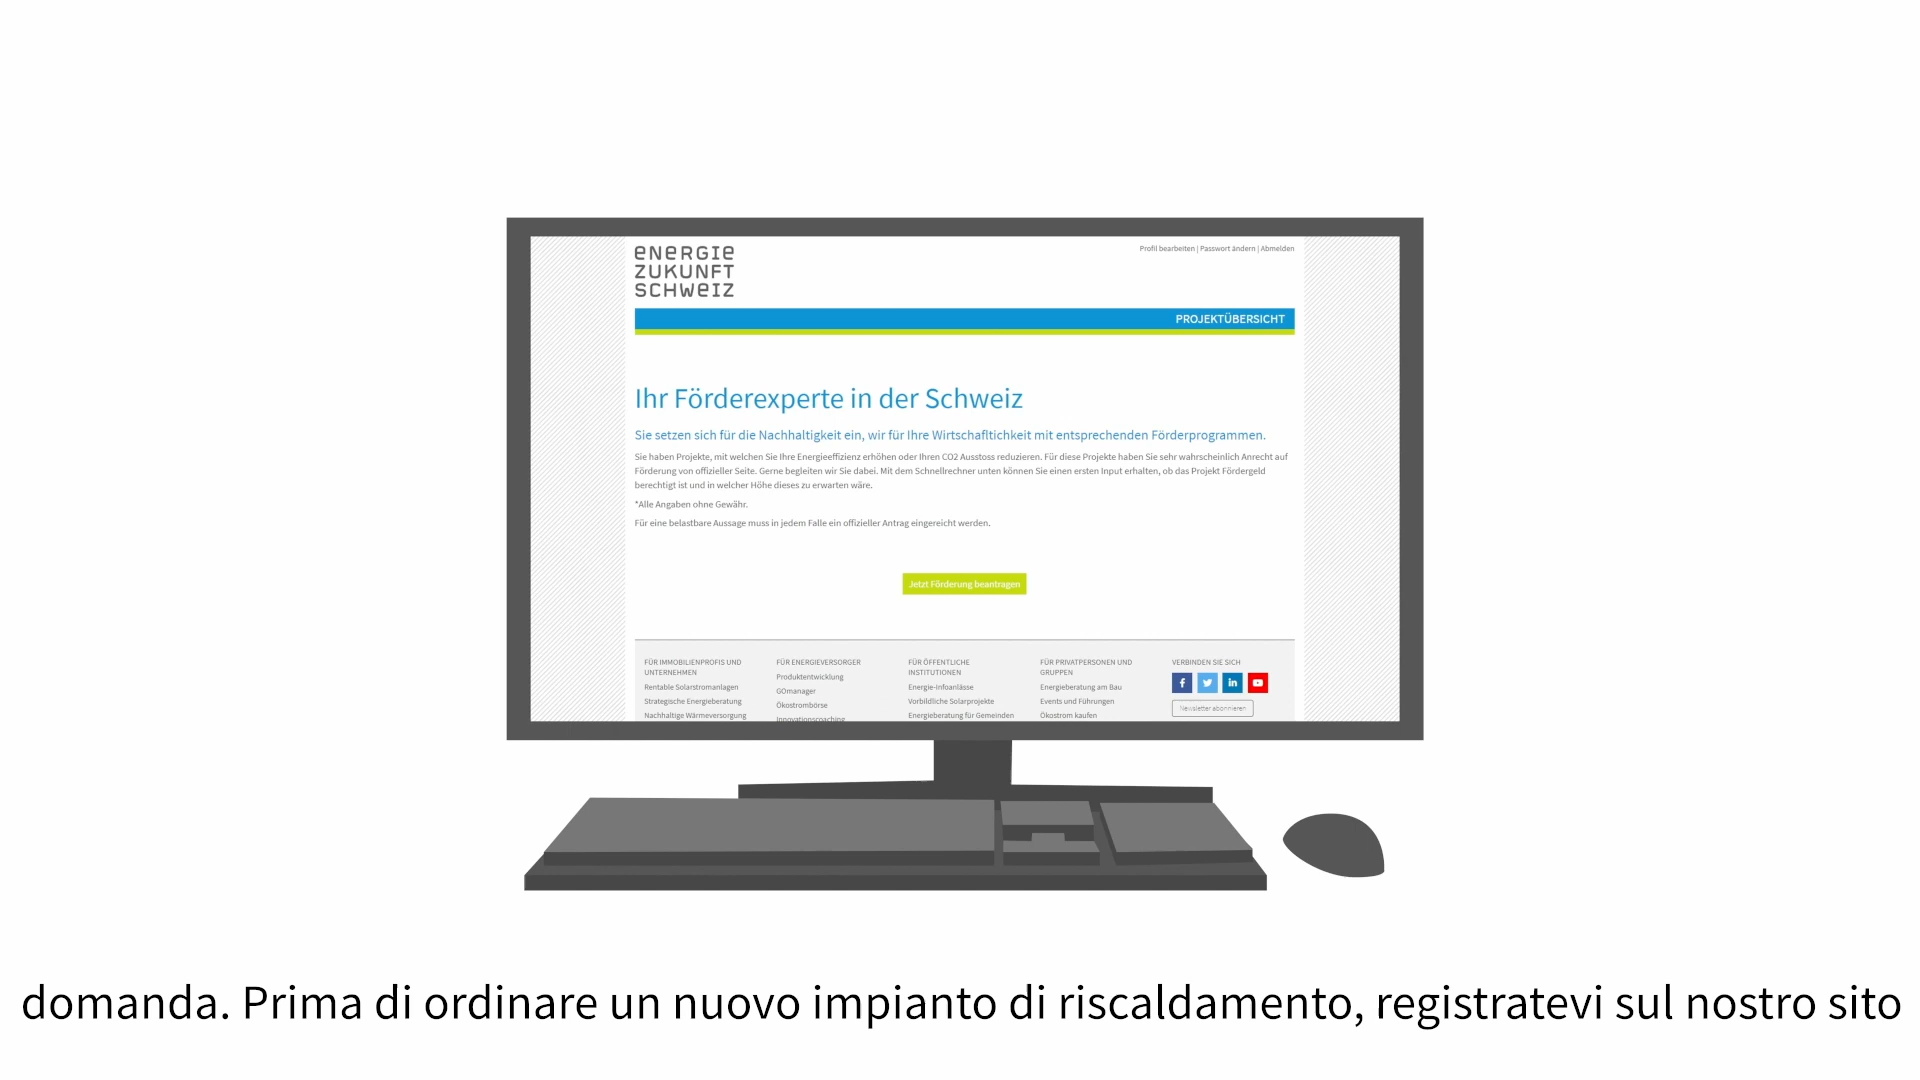 eNeRGIe
ZUKUNFT
SCHWeIZ
Profil bearbeiten | Passwort ändern | Abmelden
PROJEKTÜBERSICHT
Ihr Förderexperte in der Schweiz
Sie setzen sich für die Nachhaltigkeit ein, wir für Ihre Wirtschafltichkeit mit entsprechenden Förderprogrammen.
Sie haben Projekte, mit welchen Sie Ihre Energieeffizienz erhöhen oder Ihren CO2 Ausstoss reduzieren. Für diese Projekte haben Sie sehr wahrscheinlich Anrecht auf
Förderung von offizieller Seite. Gerne begleiten wir Sie dabei. Mit dem Schnellrechner unten können Sie einen ersten Input erhalten, ob das Projekt Fördergeld
berechtigt ist und in welcher Höhe dieses zu erwarten wäre.
*Alle Angaben ohne Gewähr.
Für eine belastbare Aussage muss in jedem Falle ein offizieller Antrag eingereicht werden.
Jetzt Förderung beantragen
FÜR IMMOBILIENPROFIS UND
UNTERNEHMEN
Rentable Solarstromanlagen
Strategische Energieberatung
Nachhaltige Wärmeversorgung
FÜR ENERGIEVERSORGER
Produktentwicklung
GOmanager
Ökostrombörse
Innovationscoaching
FÜR ÖFFENTLICHE
INSTITUTIONEN
Energie-Infoanlässe
Vorbildliche Solarprojekte
Energieberatung für Gemeinden
FÜR PRIVATPERSONEN UND
GRUPPEN
Energieberatung am Bau
Events und Führungen
Ökostrom kaufen
VERBINDEN SIE SICH
Newsletter abonnieren
domanda. Prima di ordinare un nuovo impianto di riscaldamento, registratevi sul nostro sito